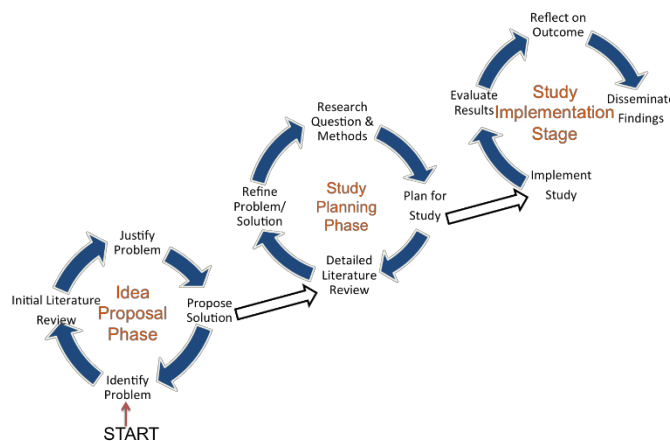 Reflect on
Outcome
Evaluate
Results
Study
Implementation
Stage
Disseminate
Findings
Implement
Study
Research
Question &
Methods
Refine
Problem/
Solution
Study
Planning
Phase
Plan for
Study
Detailed
Literature
Review
Justify
Problem
Initial Literature
Review
Idea
Proposal
Phase
Propose
Solution
Identify
Problem
START